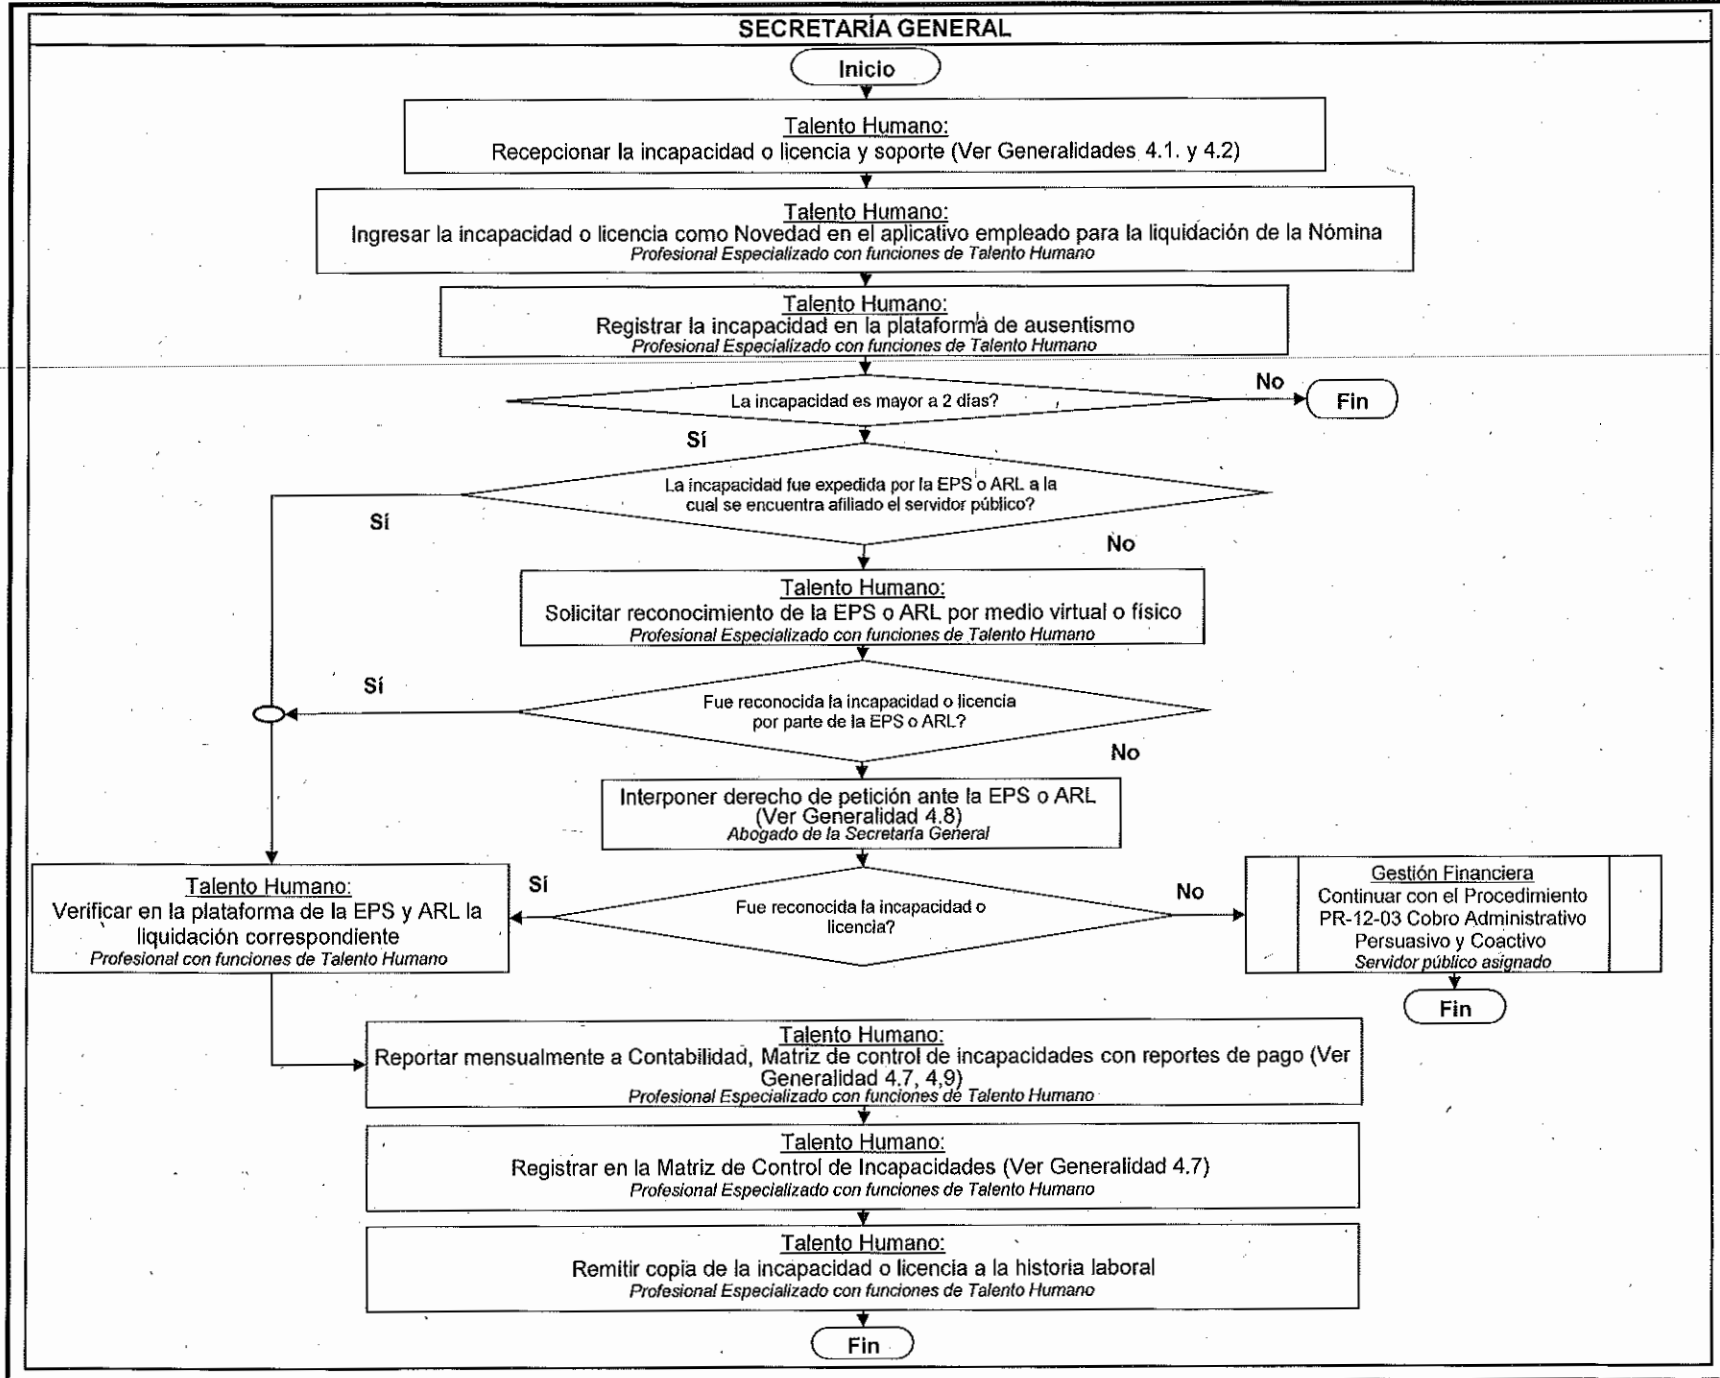 SECRETARÍA GENERAL
Inicio
Talento Humano:
Recepcionar la incapacidad o licencia y soporte (Ver Generalidades 4.1. y 4.2)
Talento Humano:
Ingresar la incapacidad o licencia como Novedad en el aplicativo empleado para la liquidación de la Nómina
Profesional Especializado con funciones de Talento Humano
Talento Humano:
Registrar la incapacidad en la plataforma de ausentismo
Profesional Especializado con funciones de Talento Humano
La incapacidad es mayor a 2 días?
No
Fin
Sí
La incapacidad fue expedida por la EPS o ARL a la
cual se encuentra afiliado el servidor público?
Sí
No
Talento Humano:
Solicitar reconocimiento de la EPS o ARL por medio virtual o físico
Profesional Especializado con funciones de Talento Humano
Fue reconocida la incapacidad o licencia
por parte de la EPS o ARL?
Sí
No
Interponer derecho de petición ante la EPS o ARL
(Ver Generalidad 4.8)
Abogado de la Secretaría General
Fue reconocida la incapacidad o
licencia?
Sí
No
Talento Humano:
Verificar en la plataforma de la EPS y ARL la
liquidación correspondiente
Profesional con funciones de Talento Humano
Gestión Financiera
Continuar con el Procedimiento
PR-12-03 Cobro Administrativo
Persuasivo y Coactivo
Servidor público asignado
Fin
Talento Humano:
Reportar mensualmente a Contabilidad, Matriz de control de incapacidades con reportes de pago (Ver
Generalidad 4.7, 4,9)
Profesional Especializado con funciones de Talento Humano
Talento Humano:
Registrar en la Matriz de Control de Incapacidades (Ver Generalidad 4.7)
Profesional Especializado con funciones de Talento Humano
Talento Humano:
Remitir copia de la incapacidad o licencia a la historia laboral
Profesional Especializado con funciones de Talento Humano
Fin